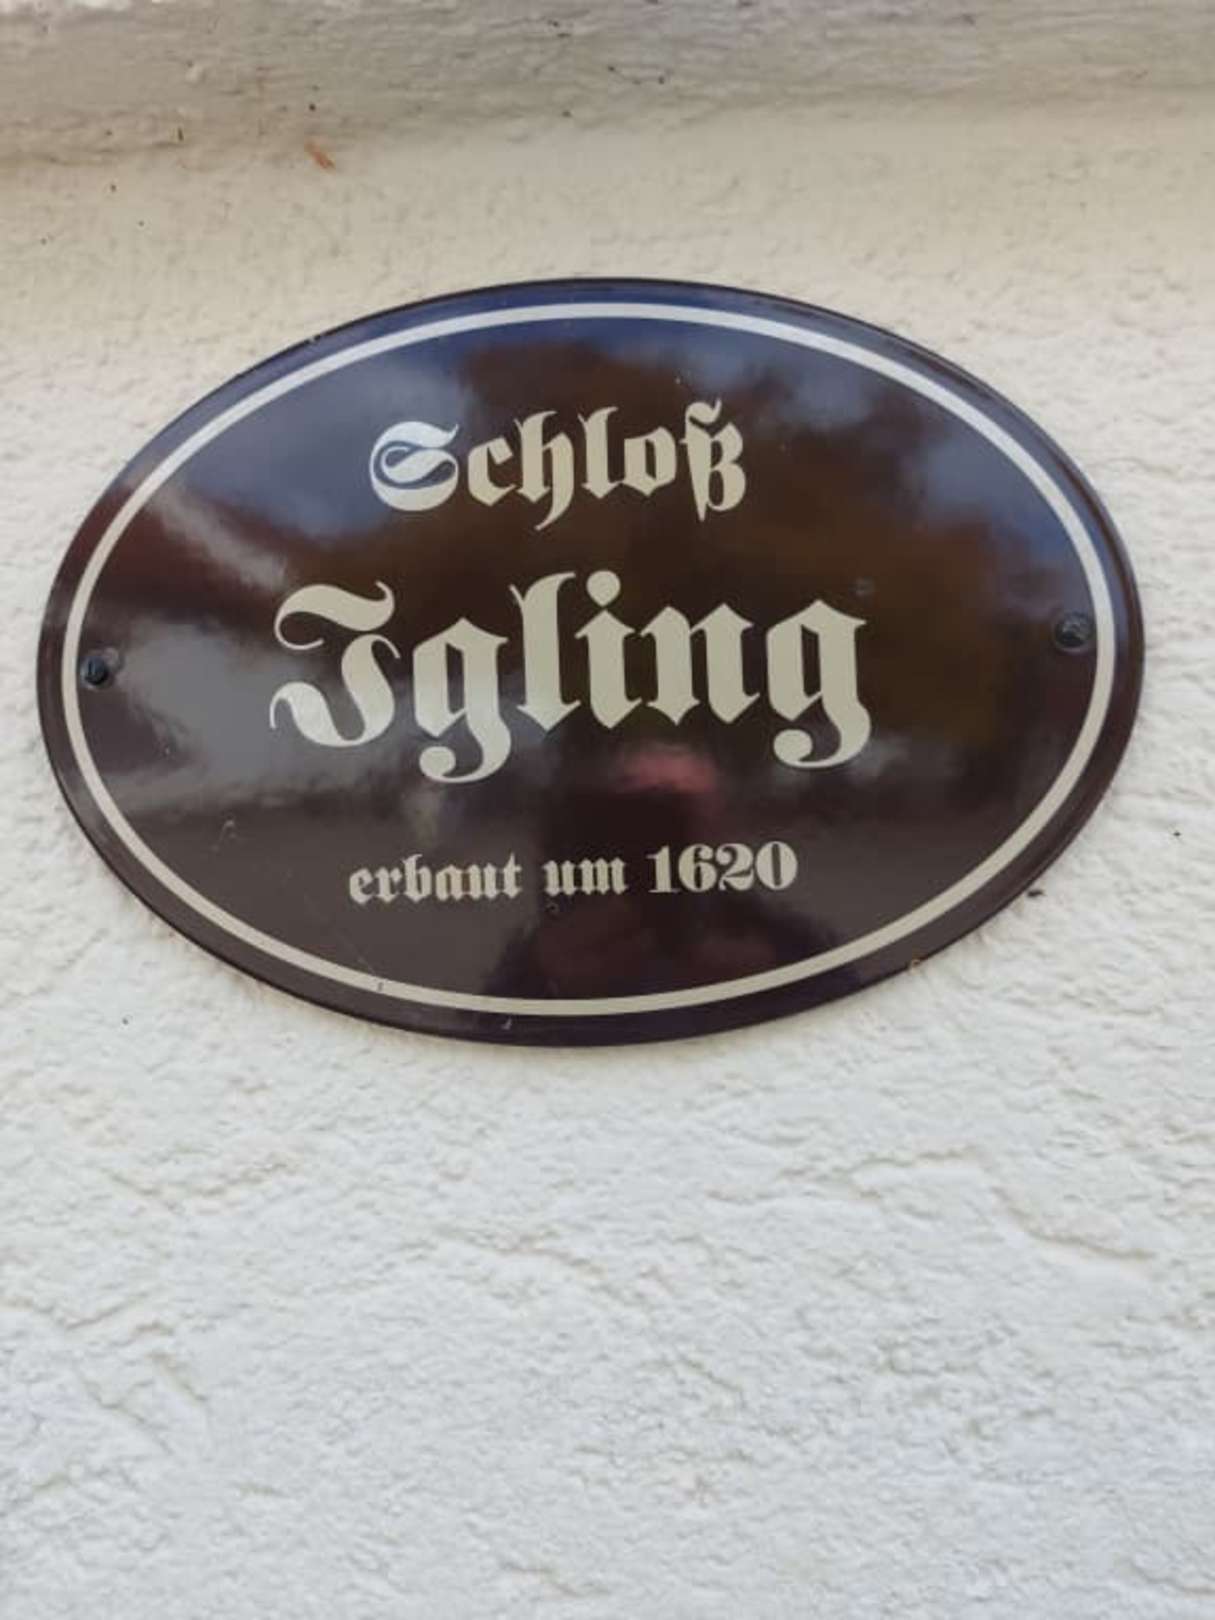 Schloß
Igling
erbaut um 1620